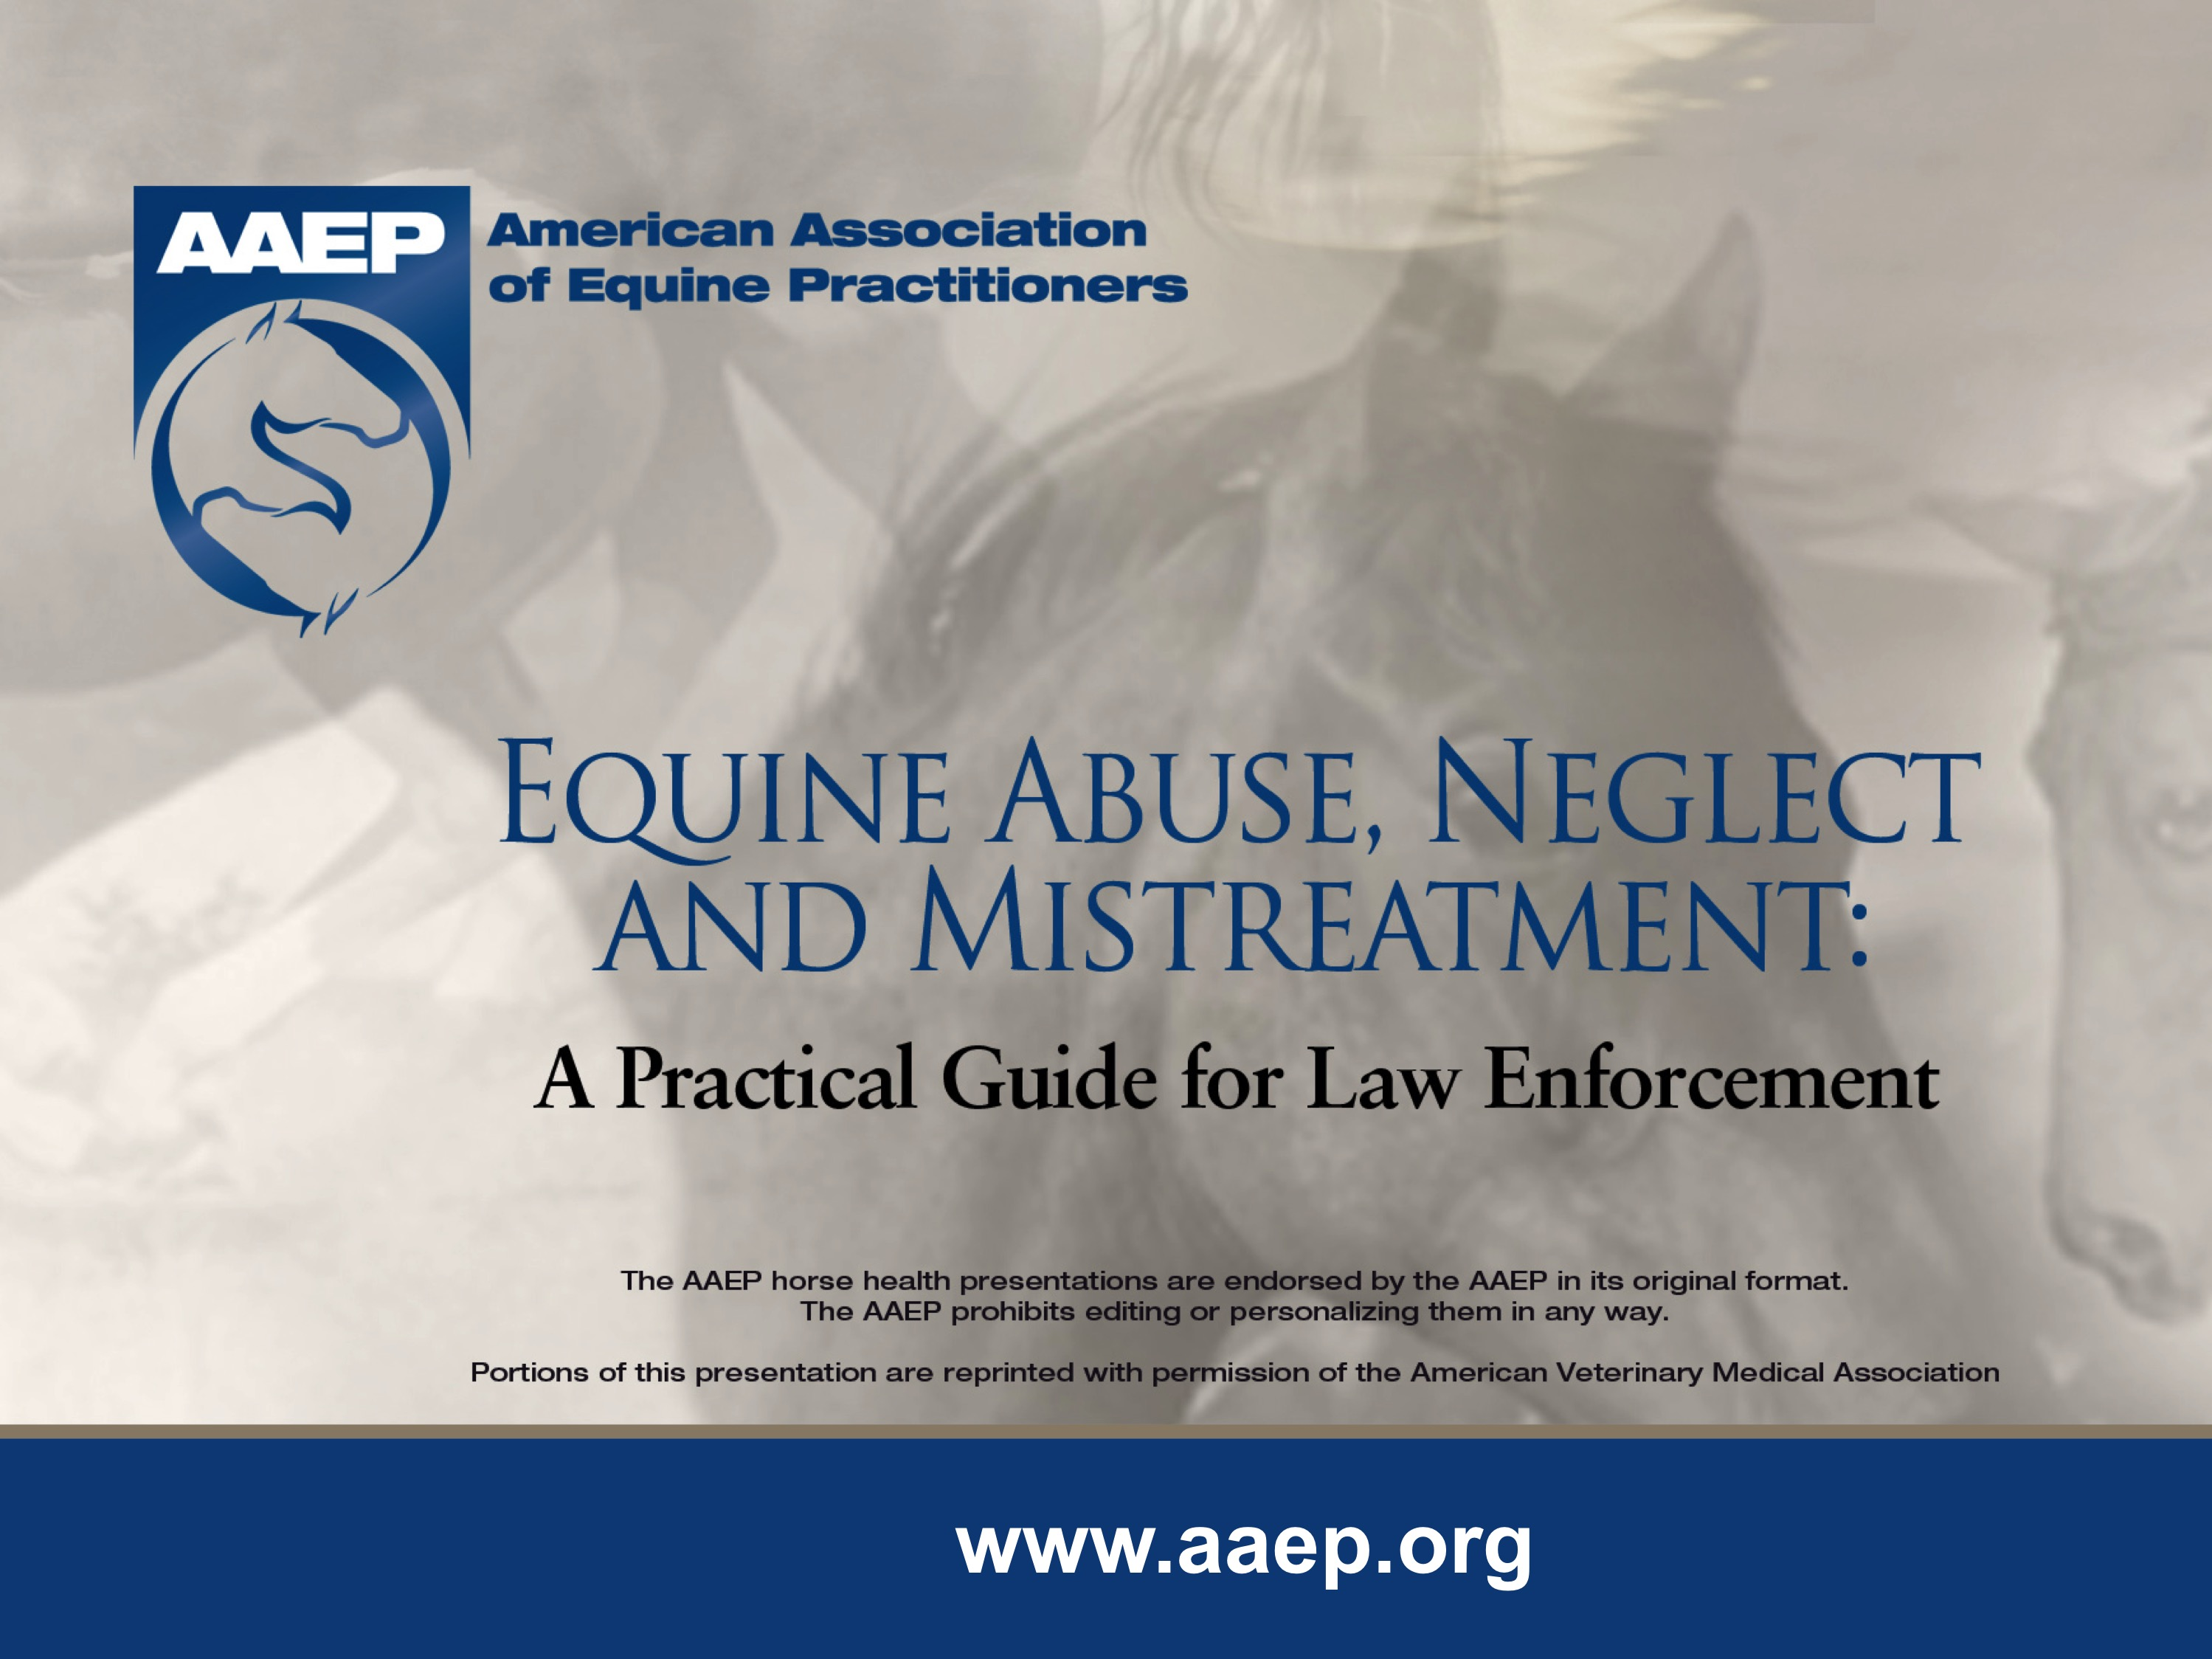 AAEP
American Association
of Equine Practitioners
EQUINE ABUSE, NEGLECT
AND MISTREATMENT:
A Practical Guide for Law Enforcement
The AAEP horse health presentations are endorsed by the AAEP in its original format.
The AAEP prohibits editing or personalizing them in any way.
Portions of this presentation are reprinted with permission of the American Veterinary Medical Association
www.aaep.org